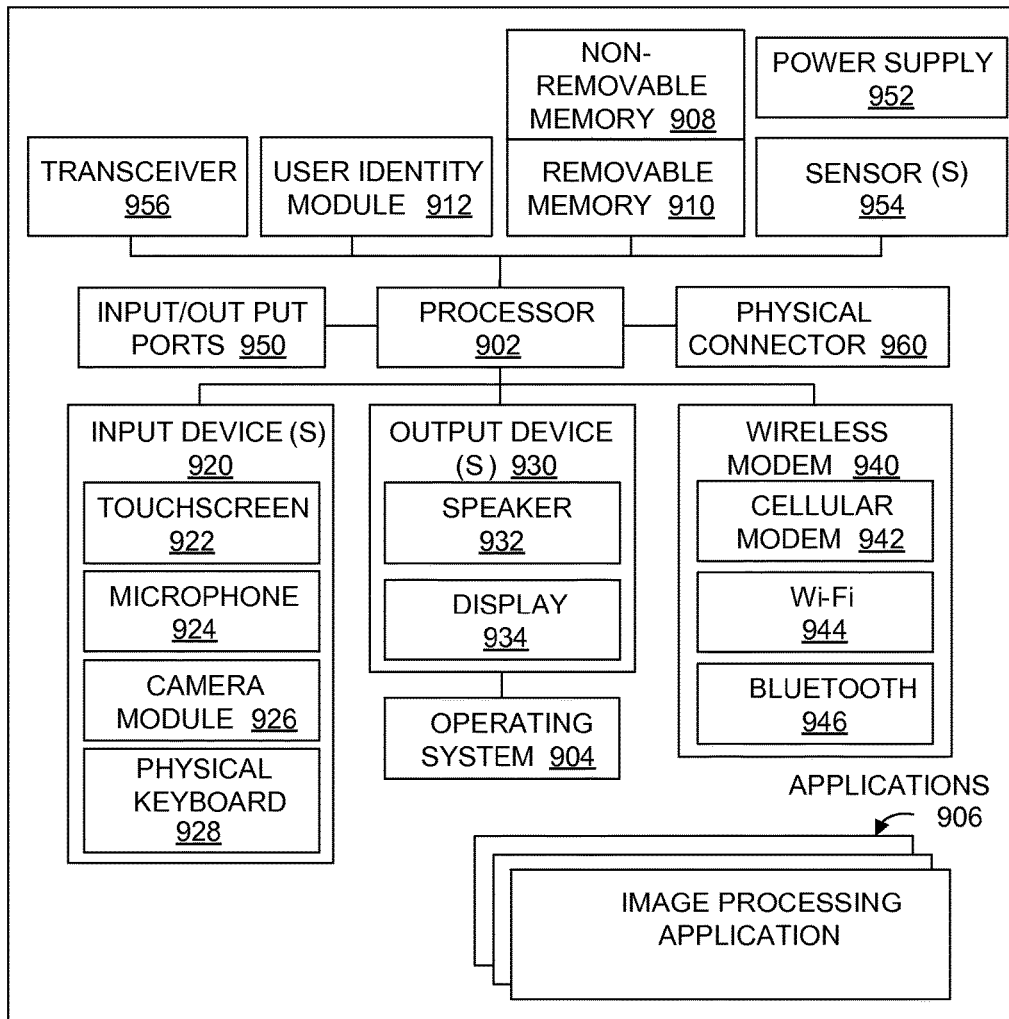 NON-
REMOVABLE
MEMORY 908
POWER SUPPLY
952
TRANSCEIVER
956
USER IDENTITY
MODULE 912
REMOVABLE
MEMORY 910
SENSOR (S)
954
INPUT/OUT PUT
PORTS 950
PROCESSOR
902
PHYSICAL
CONNECTOR 960
INPUT DEVICE (S)
920
TOUCHSCREEN
922
MICROPHONE
924
CAMERA
MODULE 926
PHYSICAL
KEYBOARD
928
OUTPUT DEVICE
(S) 930
SPEAKER
932
DISPLAY
934
OPERATING
SYSTEM 904
WIRELESS
MODEM 940
CELLULAR
MODEM 942
Wi-Fi
944
BLUETOOTH
946
APPLICATIONS
906
IMAGE PROCESSING
APPLICATION